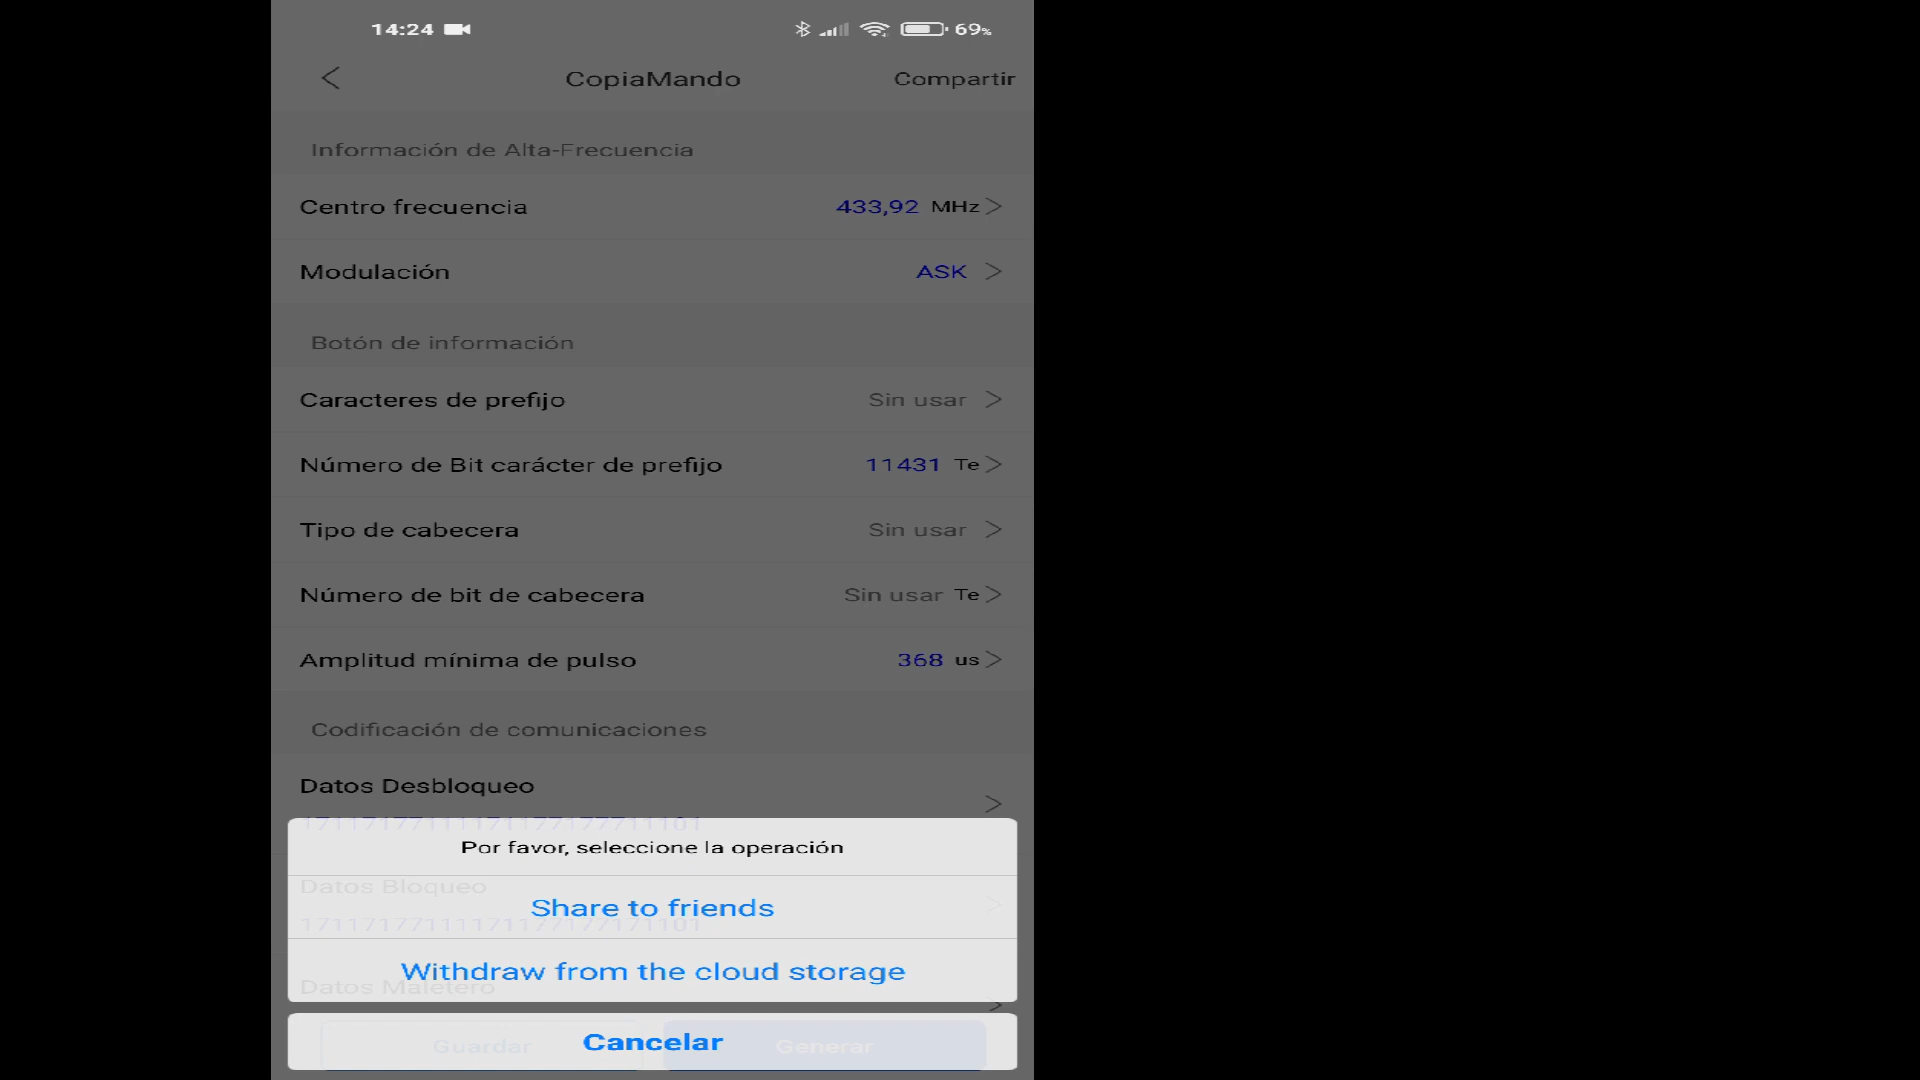 14:24 69%
CopiaMando Compartir
Información de Alta-Frecuencia
Centro frecuencia 433,92 MHz
Modulación ASK
Botón de información
Caracteres de prefijo Sin usar
Número de Bit carácter de prefijo 11431 Te
Tipo de cabecera Sin usar
Número de bit de cabecera Sin usar Te
Amplitud mínima de pulso 368 us
Codificación de comunicaciones
Datos Desbloqueo
Por favor, seleccione la operación
Datos Bloqueo
Share to friends
Withdraw from the cloud storage
Datos Maletero
Guardar Cancelar Generar